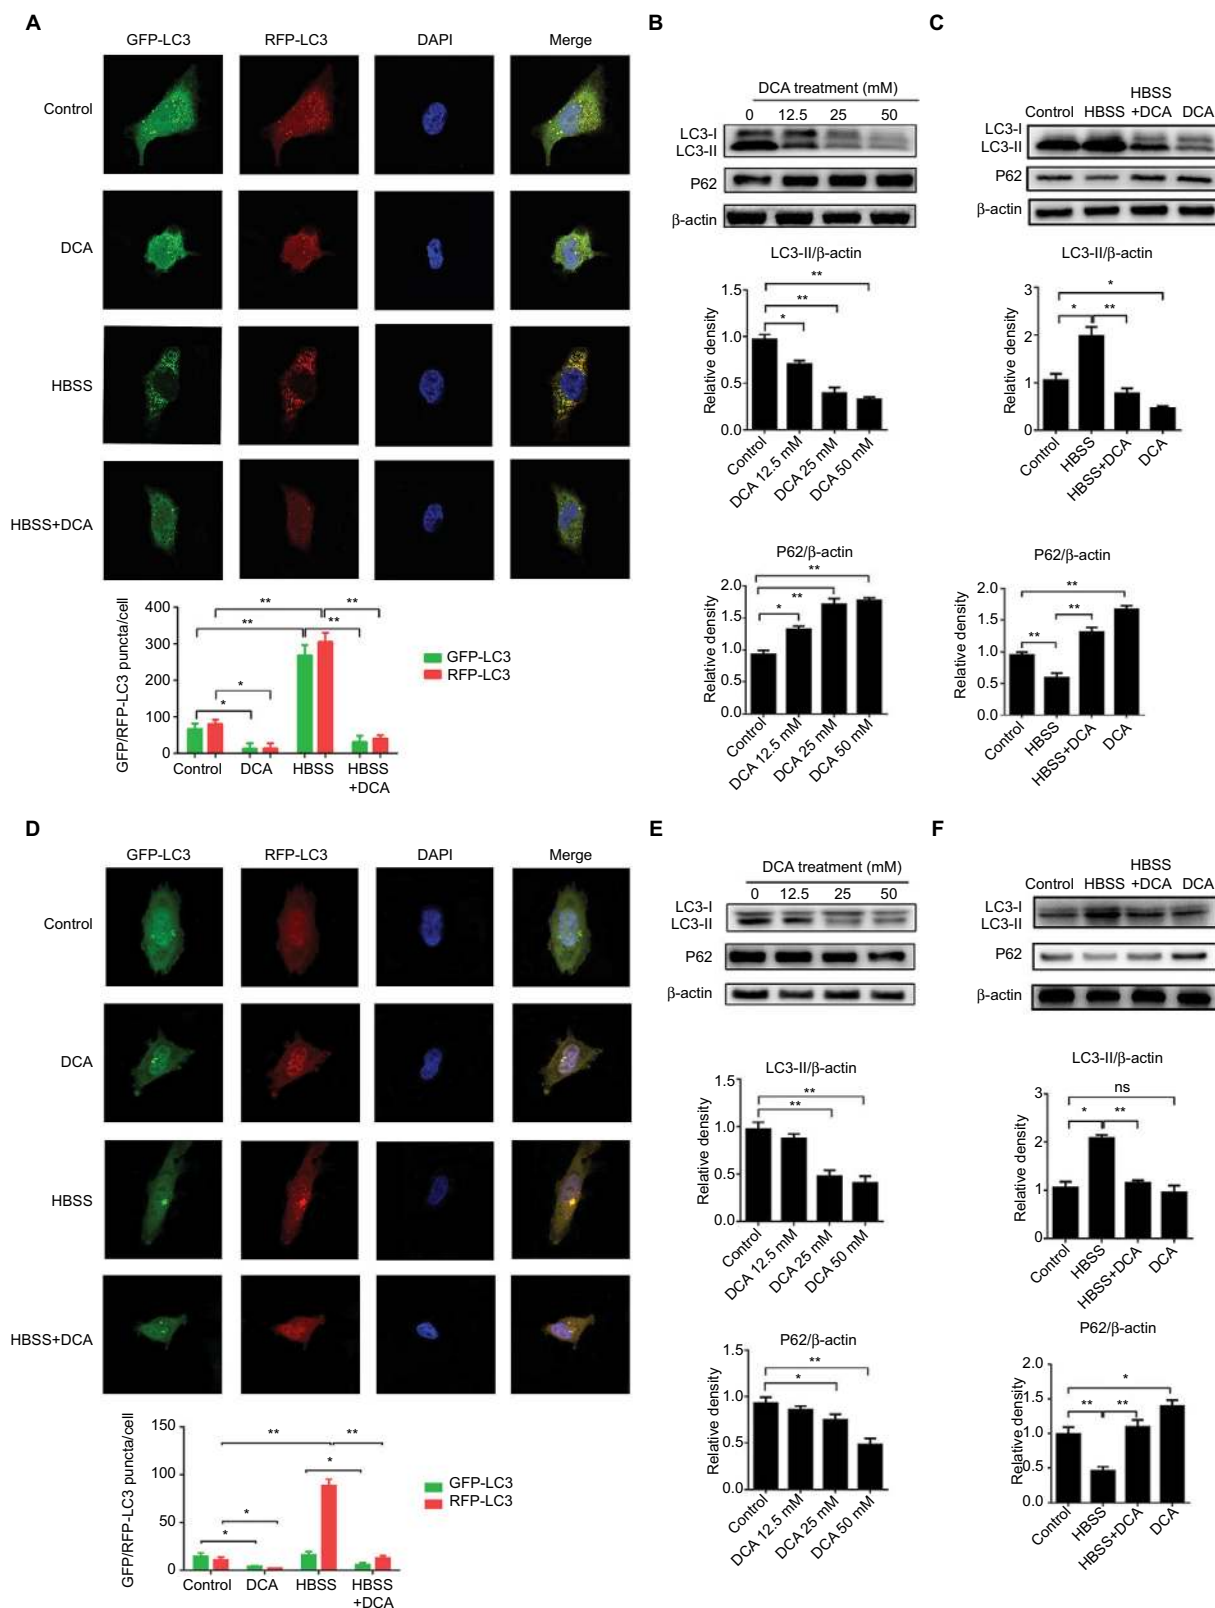 A
GFP-LC3 RFP-LC3 DAPI Merge
Control
DCA
HBSS
HBSS+DCA
GFP/RFP-LC3 puncta/cell
400
300
200
100
0
** **
** **
*
*
GFP-LC3
RFP-LC3
Control DCA HBSS HBSS +DCA
B
DCA treatment (mM)
0 12.5 25 50
LC3-I
LC3-II
P62
β-actin
LC3-II/β-actin
Relative density
1.5
1.0
0.5
0.0
**
**
*
Control
DCA 12.5 mM
DCA 25 mM
DCA 50 mM
P62/β-actin
Relative density
2.0
1.5
1.0
0.5
0.0
**
**
*
Control
DCA 12.5 mM
DCA 25 mM
DCA 50 mM
C
Control HBSS HBSS +DCA DCA
LC3-I
LC3-II
P62
β-actin
LC3-II/β-actin
Relative density
3
2
1
0
*
* **
Control
HBSS
HBSS+DCA
DCA
P62/β-actin
Relative density
2.0
1.5
1.0
0.5
0.0
**
**
**
Control
HBSS
HBSS+DCA
DCA
D
GFP-LC3 RFP-LC3 DAPI Merge
Control
DCA
HBSS
HBSS+DCA
GFP/RFP-LC3 puncta/cell
150
100
50
0
** **
*
*
*
GFP-LC3
RFP-LC3
Control DCA HBSS HBSS +DCA
E
DCA treatment (mM)
0 12.5 25 50
LC3-I
LC3-II
P62
β-actin
LC3-II/β-actin
Relative density
1.5
1.0
0.5
0.0
**
**
Control
DCA 12.5 mM
DCA 25 mM
DCA 50 mM
P62/β-actin
Relative density
1.5
1.0
0.5
0.0
**
*
Control
DCA 12.5 mM
DCA 25 mM
DCA 50 mM
F
Control HBSS HBSS +DCA DCA
LC3-I
LC3-II
P62
β-actin
LC3-II/β-actin
Relative density
3
2
1
0
ns
* **
Control
HBSS
HBSS+DCA
DCA
P62/β-actin
Relative density
2.0
1.5
1.0
0.5
0.0
*
** **
Control
HBSS
HBSS+DCA
DCA